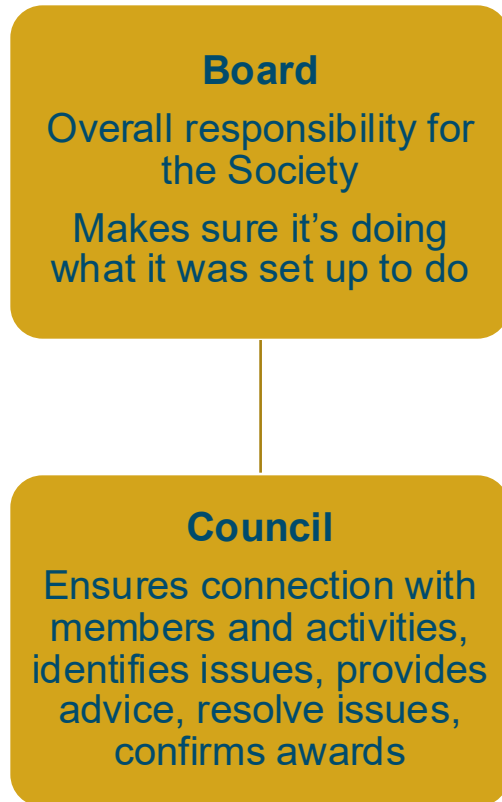 Board
Overall responsibility for
the Society
Makes sure it’s doing
what it was set up to do
Council
Ensures connection with
members and activities,
identifies issues, provides
advice, resolve issues,
confirms awards